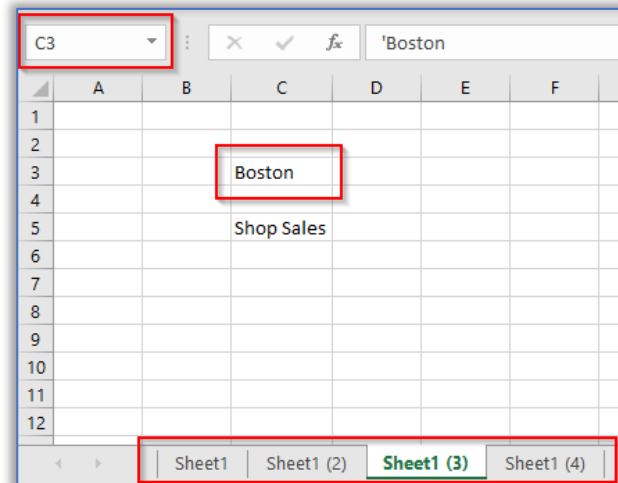 C3 fx 'Boston
A B C D E F
1
2
3 Boston
4
5 Shop Sales
6
7
8
9
10
11
12
Sheet1 Sheet1 (2) Sheet1 (3) Sheet1 (4)